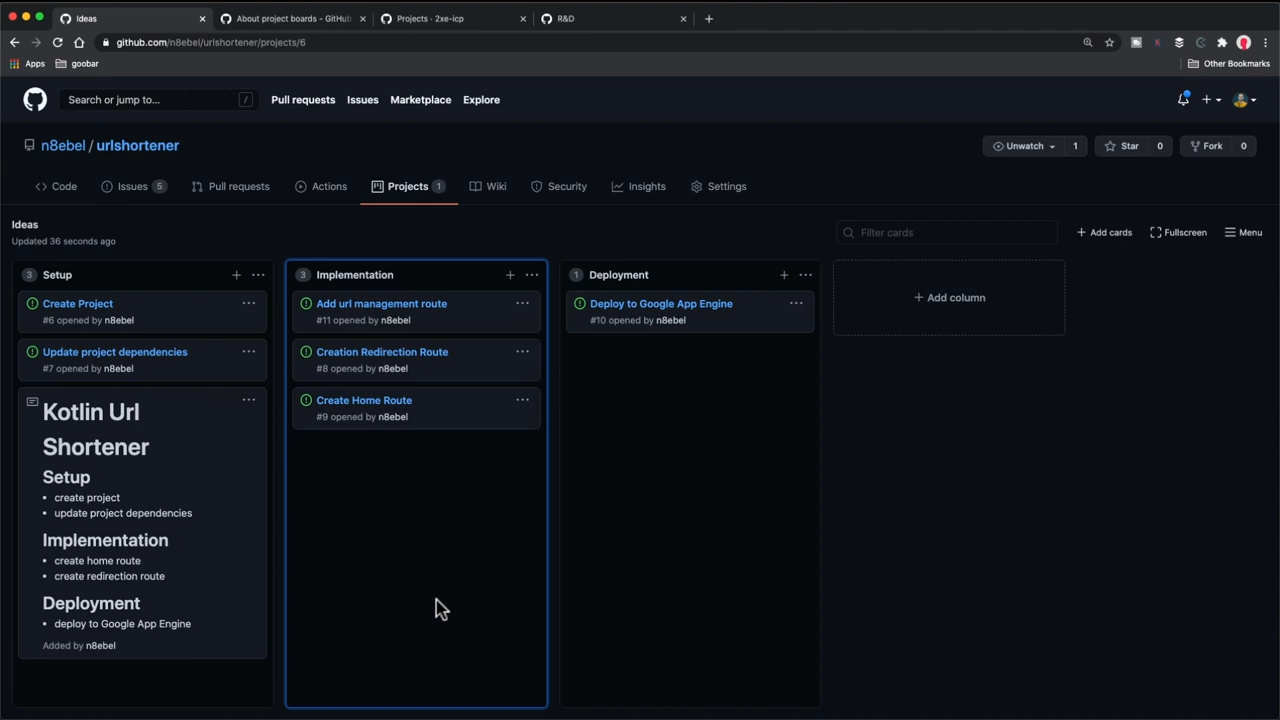 Ideas
About project boards - GitHub
Projects · 2xe-icp
R&D
github.com/n8ebel/urlshortener/projects/6
Apps
goobar
Other Bookmarks
Search or jump to...
/
Pull requests
Issues
Marketplace
Explore
n8ebel / urlshortener
Unwatch
1
Star
0
Fork
0
Code
Issues 5
Pull requests
Actions
Projects 1
Wiki
Security
Insights
Settings
Ideas
Updated 36 seconds ago
Filter cards
Add cards
Fullscreen
Menu
3 Setup
Create Project
#6 opened by n8ebel
Update project dependencies
#7 opened by n8ebel
Kotlin Url
Shortener
Setup
• create project
• update project dependencies
Implementation
• create home route
• create redirection route
Deployment
• deploy to Google App Engine
Added by n8ebel
3 Implementation
Add url management route
#11 opened by n8ebel
Creation Redirection Route
#8 opened by n8ebel
Create Home Route
#9 opened by n8ebel
1 Deployment
Deploy to Google App Engine
#10 opened by n8ebel
+ Add column